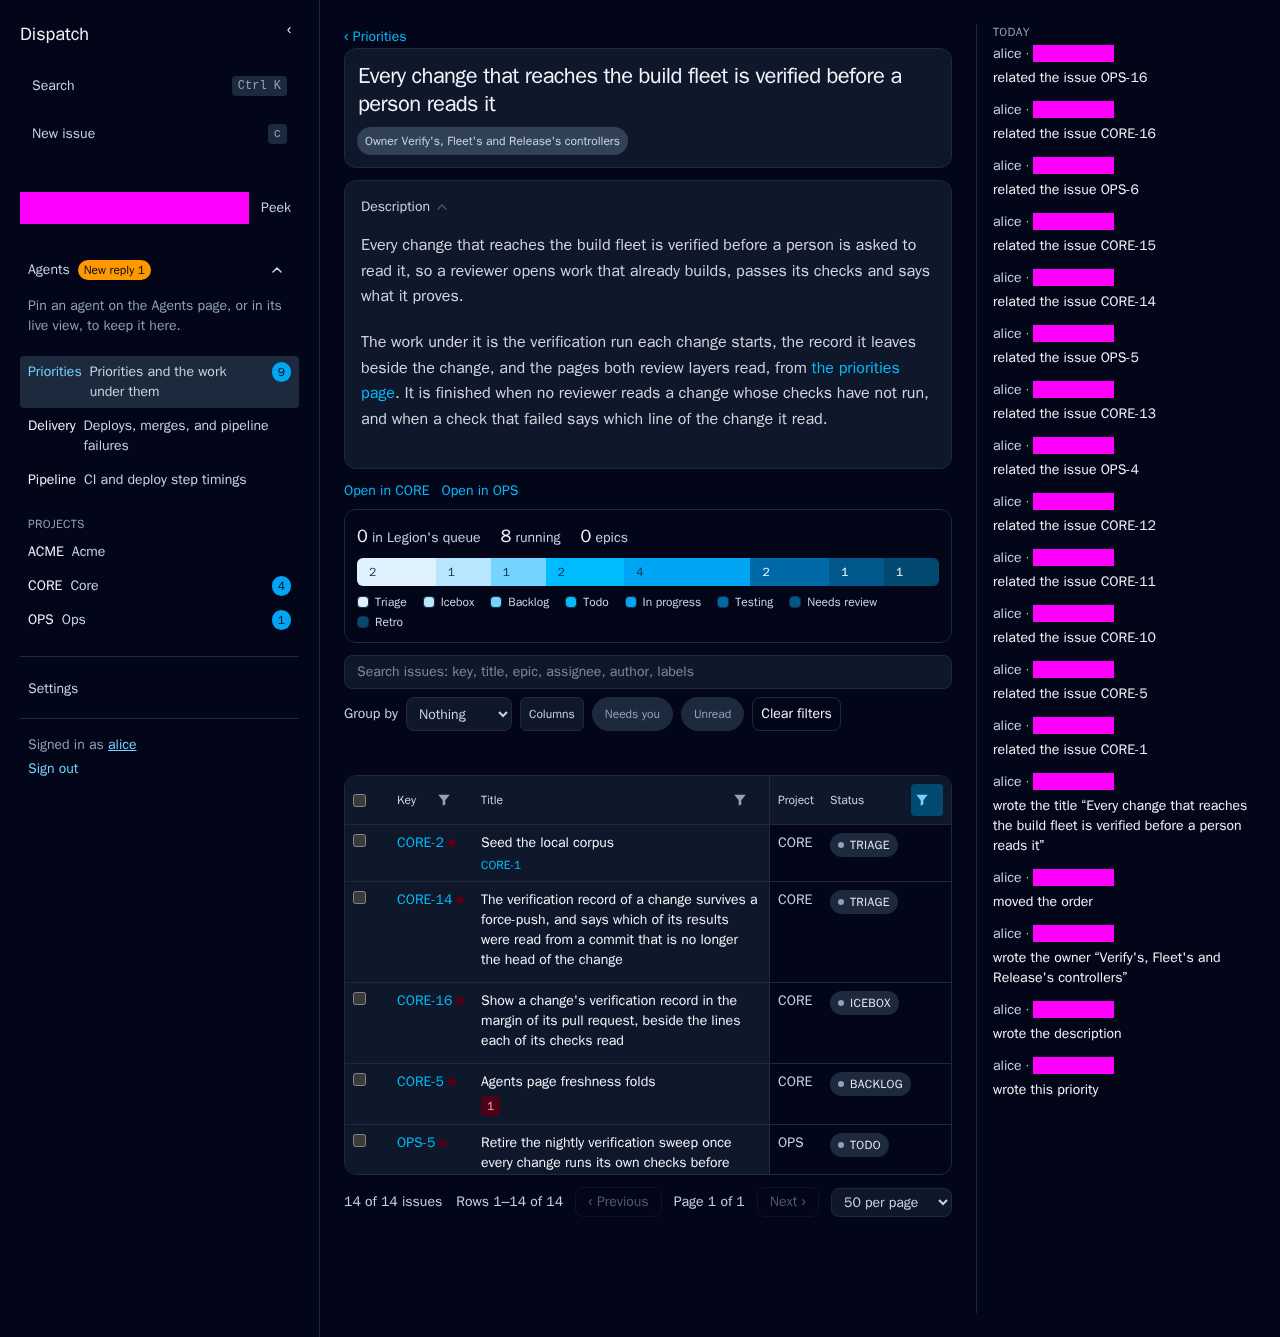 Dispatch
‹
Search Ctrl K
New issue C
Peek
Agents New reply 1
Pin an agent on the Agents page, or in its
live view, to keep it here.
Priorities Priorities and the work 9
under them
Delivery Deploys, merges, and pipeline
failures
Pipeline CI and deploy step timings
PROJECTS
ACME Acme
CORE Core 4
OPS Ops 1
Settings
Signed in as alice
Sign out
‹ Priorities
Every change that reaches the build fleet is verified before a
person reads it
Owner Verify's, Fleet's and Release's controllers
Description
Every change that reaches the build fleet is verified before a person is asked to
read it, so a reviewer opens work that already builds, passes its checks and says
what it proves.
The work under it is the verification run each change starts, the record it leaves
beside the change, and the pages both review layers read, from the priorities
page. It is finished when no reviewer reads a change whose checks have not run,
and when a check that failed says which line of the change it read.
Open in CORE Open in OPS
0 in Legion's queue 8 running 0 epics
2 1 1 2 4 2 1 1
Triage Icebox Backlog Todo In progress Testing Needs review
Retro
Search issues: key, title, epic, assignee, author, labels
Group by Nothing Columns Needs you Unread Clear filters
Key Title Project Status
CORE-2 Seed the local corpus CORE TRIAGE
CORE-1
CORE-14 The verification record of a change survives a CORE TRIAGE
force-push, and says which of its results
were read from a commit that is no longer
the head of the change
CORE-16 Show a change's verification record in the CORE ICEBOX
margin of its pull request, beside the lines
each of its checks read
CORE-5 Agents page freshness folds CORE BACKLOG
1
OPS-5 Retire the nightly verification sweep once OPS TODO
every change runs its own checks before
14 of 14 issues Rows 1–14 of 14 ‹ Previous Page 1 of 1 Next › 50 per page
TODAY
alice ·
related the issue OPS-16
alice ·
related the issue CORE-16
alice ·
related the issue OPS-6
alice ·
related the issue CORE-15
alice ·
related the issue CORE-14
alice ·
related the issue OPS-5
alice ·
related the issue CORE-13
alice ·
related the issue OPS-4
alice ·
related the issue CORE-12
alice ·
related the issue CORE-11
alice ·
related the issue CORE-10
alice ·
related the issue CORE-5
alice ·
related the issue CORE-1
alice ·
wrote the title “Every change that reaches
the build fleet is verified before a person
reads it”
alice ·
moved the order
alice ·
wrote the owner “Verify's, Fleet's and
Release's controllers”
alice ·
wrote the description
alice ·
wrote this priority